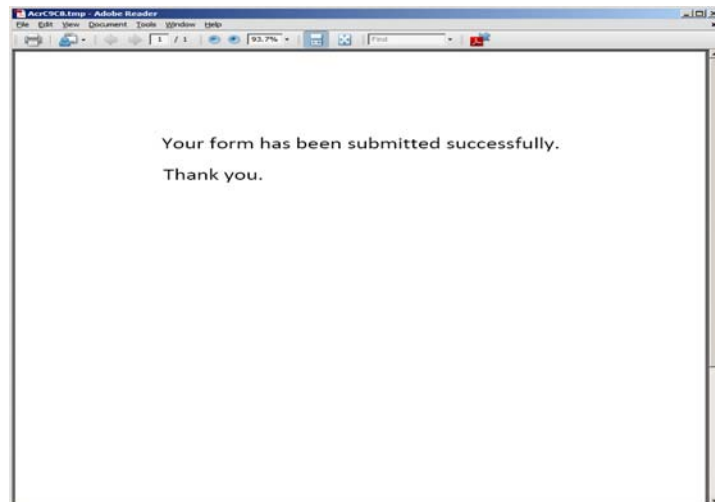 AcrC9C8.tmp - Adobe Reader
File Edit View Document Tools Window Help
1 / 1 93.7% Find
Your form has been submitted successfully.
Thank you.